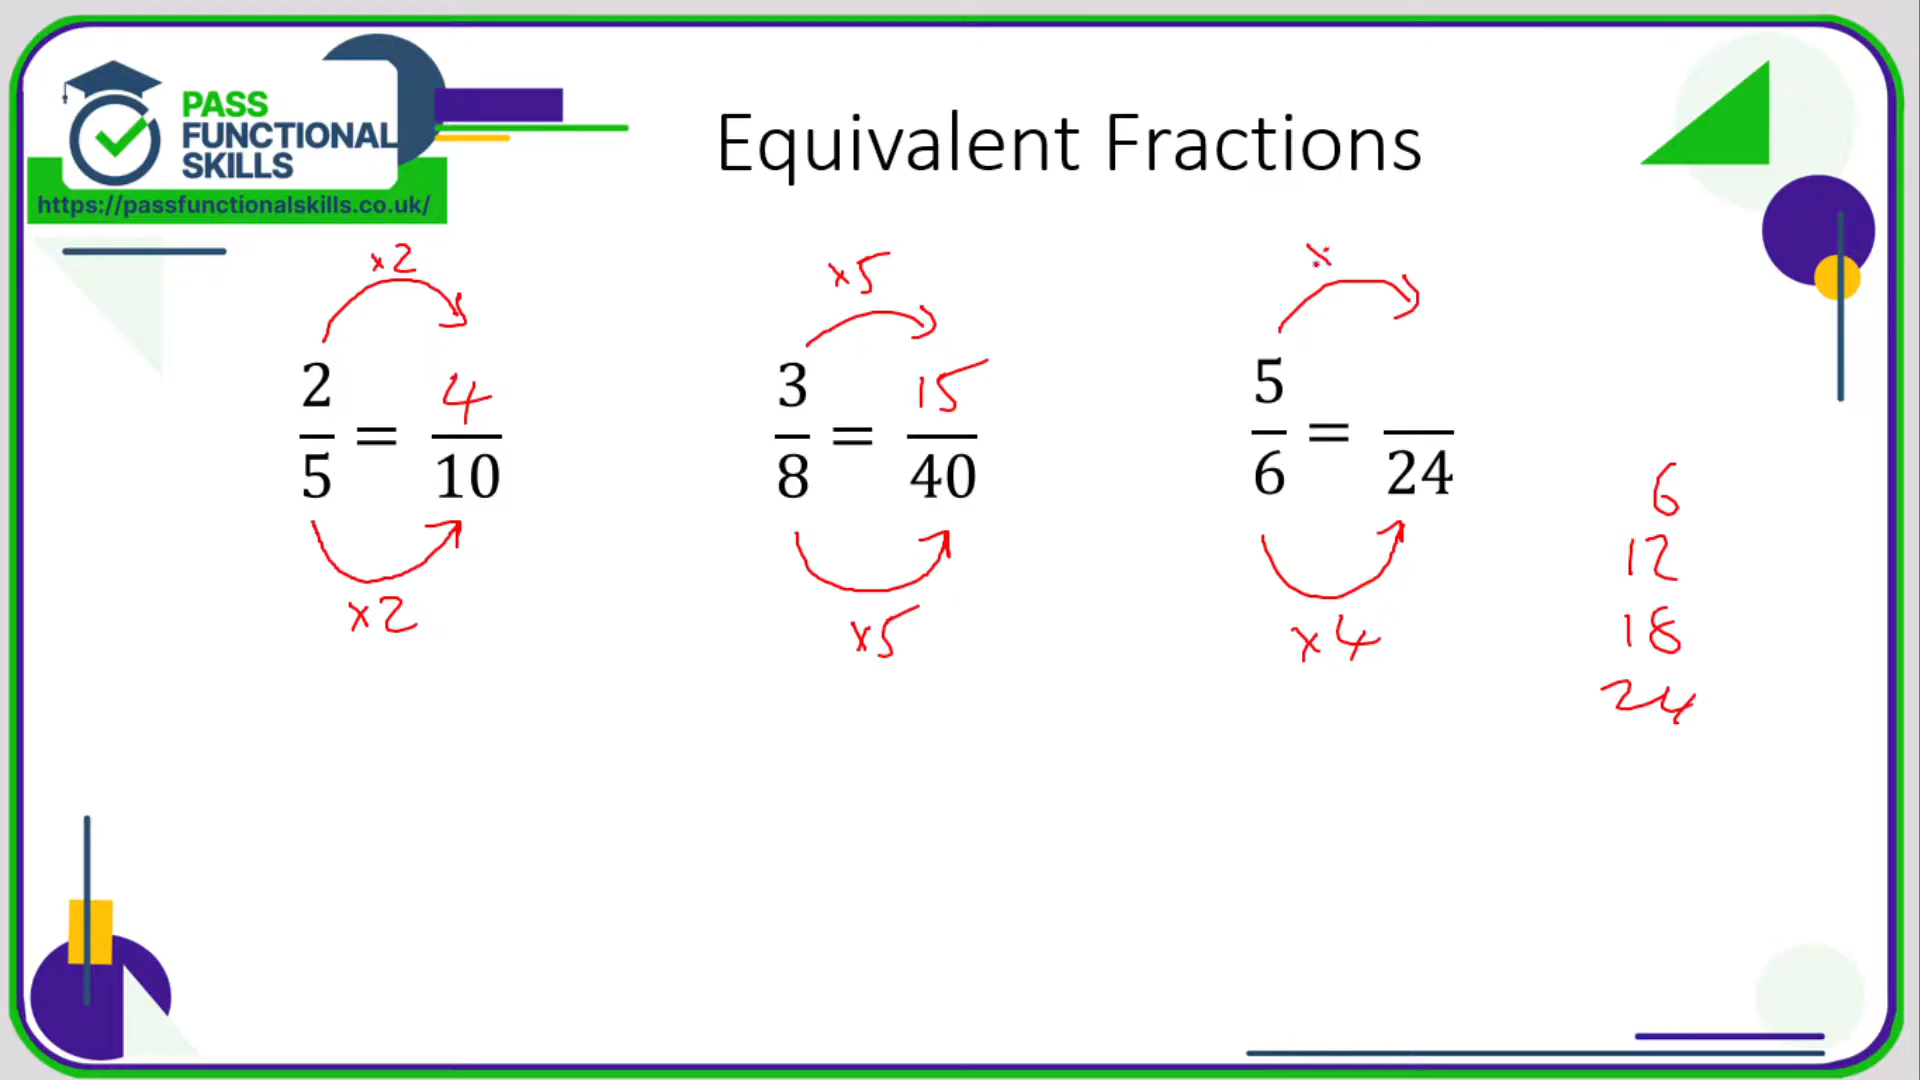 PASS
FUNCTIONAL
SKILLS
https://passfunctionalskills.co.uk/
Equivalent Fractions
×2 ×5 ×
2 4 3 15 5
= = =
5 10 8 40 6 24
×2 ×5 ×4
6
12
18
24